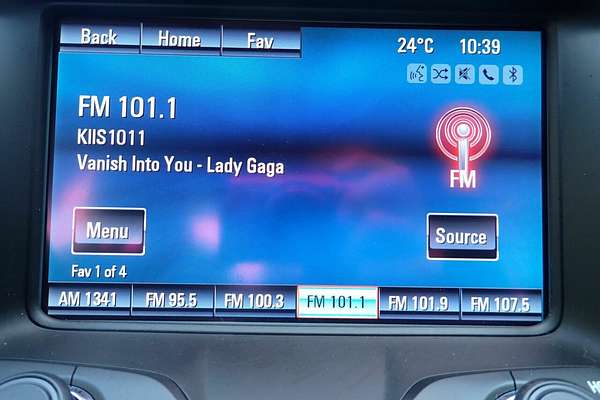 Back Home Fav 24°C 10:39
FM 101.1
KIIS1011
Vanish Into You - Lady Gaga
FM
Menu Source
Fav 1 of 4
AM 1341 FM 95.5 FM 100.3 FM 101.1 FM 101.9 FM 107.5